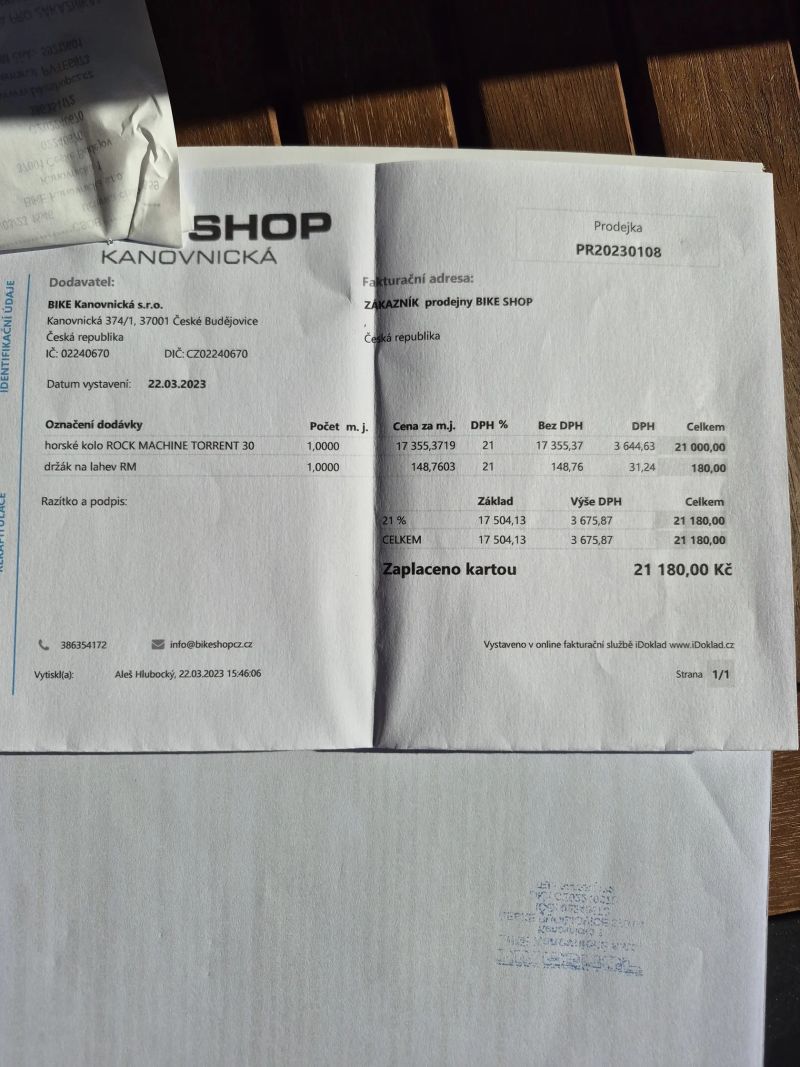 SHOP
KANOVNICKÁ
Prodejka
PR20230108
IDENTIFIKAČNÍ ÚDAJE
Dodavatel:
BIKE Kanovnická s.r.o.
Kanovnická 374/1, 37001 České Budějovice
Česká republika
IČ: 02240670 DIČ: CZ02240670
Datum vystavení: 22.03.2023
Fakturační adresa:
ZÁKAZNÍK prodejny BIKE SHOP
,
Česká republika
Označení dodávky Počet m. j. Cena za m.j. DPH % Bez DPH DPH Celkem
horské kolo ROCK MACHINE TORRENT 30 1,0000 17 355,3719 21 17 355,37 3 644,63 21 000,00
držák na lahev RM 1,0000 148,7603 21 148,76 31,24 180,00
Razítko a podpis:
Základ Výše DPH Celkem
21 % 17 504,13 3 675,87 21 180,00
CELKEM 17 504,13 3 675,87 21 180,00
Zaplaceno kartou 21 180,00 Kč
386354172 info@bikeshopcz.cz
Vystaveno v online fakturační službě iDoklad www.iDoklad.cz
Vytiskl(a): Aleš Hlubocký, 22.03.2023 15:46:06
Strana 1/1